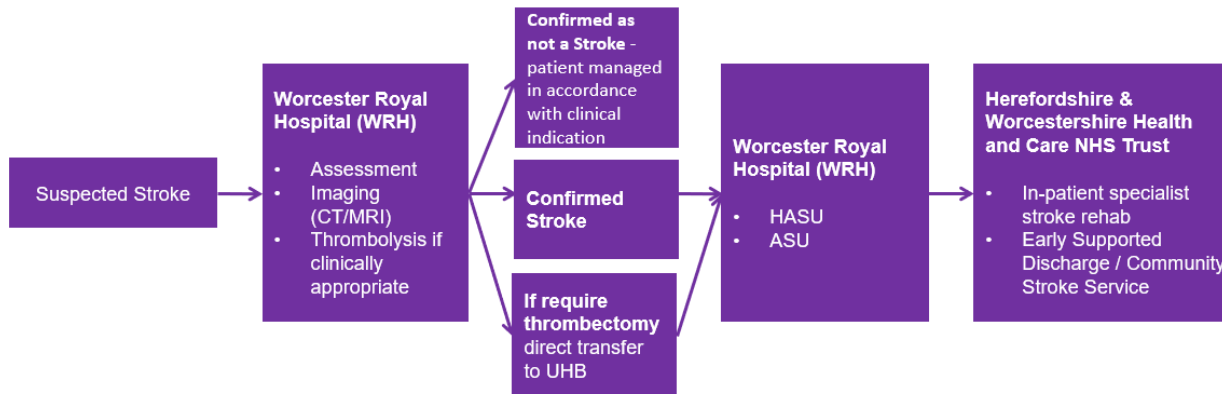 Suspected Stroke
Worcester Royal
Hospital (WRH)
• Assessment
• Imaging
(CT/MRI)
• Thrombolysis if
clinically
appropriate
Confirmed as
not a Stroke -
patient managed
in accordance
with clinical
indication
Confirmed
Stroke
If require
thrombectomy
direct transfer
to UHB
Worcester Royal
Hospital (WRH)
• HASU
• ASU
Herefordshire &
Worcestershire Health
and Care NHS Trust
• In-patient specialist
stroke rehab
• Early Supported
Discharge / Community
Stroke Service